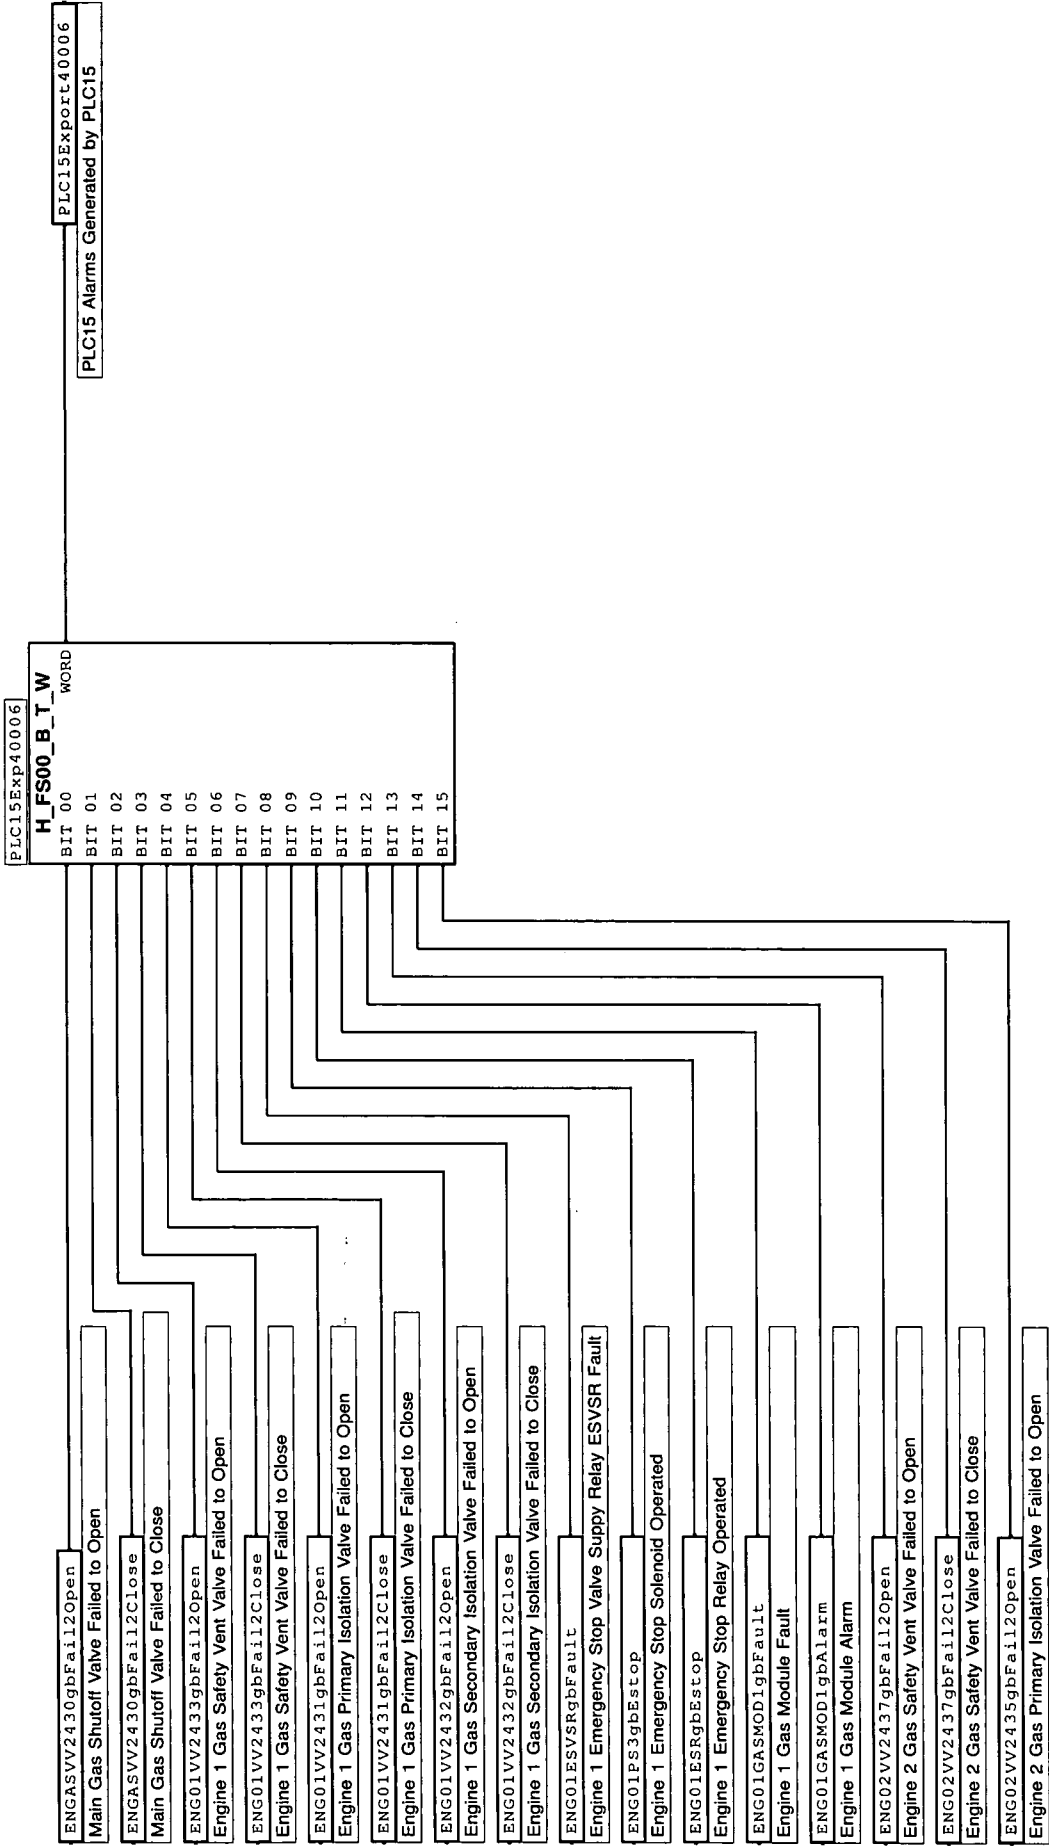 PLC15Exp40006
H_FS00_B_T_W
BIT 00 WORD
BIT 01
BIT 02
BIT 03
BIT 04
BIT 05
BIT 06
BIT 07
BIT 08
BIT 09
BIT 10
BIT 11
BIT 12
BIT 13
BIT 14
BIT 15
PLC15Export40006
PLC15 Alarms Generated by PLC15
ENGASVV2430gbFail2Open
Main Gas Shutoff Valve Failed to Open
ENGASVV2430gbFail2Close
Main Gas Shutoff Valve Failed to Close
ENG01VV2433gbFail2Open
Engine 1 Gas Safety Vent Valve Failed to Open
ENG01VV2433gbFail2Close
Engine 1 Gas Safety Vent Valve Failed to Close
ENG01VV2431gbFail2Open
Engine 1 Gas Primary Isolation Valve Failed to Open
ENG01VV2431gbFail2Close
Engine 1 Gas Primary Isolation Valve Failed to Close
ENG01VV2432gbFail2Open
Engine 1 Gas Secondary Isolation Valve Failed to Open
ENG01VV2432gbFail2Close
Engine 1 Gas Secondary Isolation Valve Failed to Close
ENG01ESVSRgbFault
Engine 1 Emergency Stop Valve Suppy Relay ESVSR Fault
ENG01PS3gbEstop
Engine 1 Emergency Stop Solenoid Operated
ENG01ESRgbEstop
Engine 1 Emergency Stop Relay Operated
ENG01GASMOD1gbFault
Engine 1 Gas Module Fault
ENG01GASMOD1gbAlarm
Engine 1 Gas Module Alarm
ENG02VV2437gbFail2Open
Engine 2 Gas Safety Vent Valve Failed to Open
ENG02VV2437gbFail2Close
Engine 2 Gas Safety Vent Valve Failed to Close
ENG02VV2435gbFail2Open
Engine 2 Gas Primary Isolation Valve Failed to Open